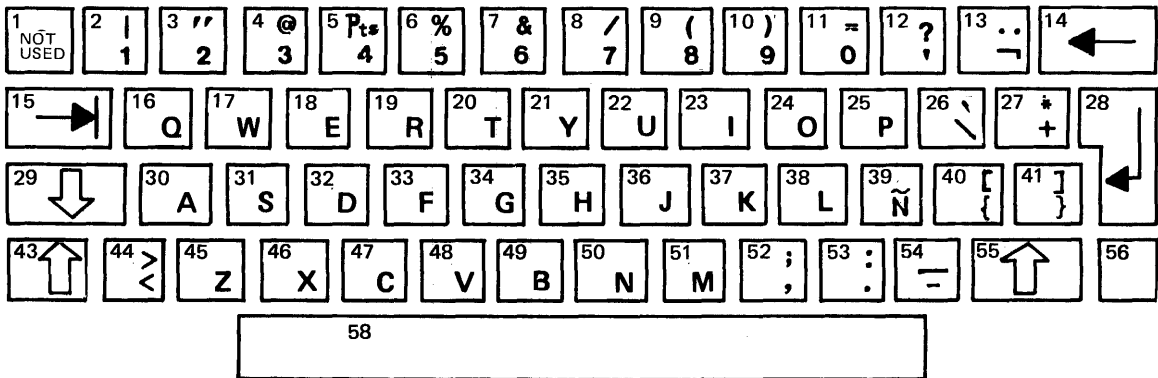 1 NOT USED 2 | 1 3 " 2 4 @ 3 5 Pts 4 6 % 5 7 & 6 8 / 7 9 ( 8 10 ) 9 11 = 0 12 ? ' 13 ¨ ¬ 14
15 16 Q 17 W 18 E 19 R 20 T 21 Y 22 U 23 I 24 O 25 P 26 ` \ 27 * + 28
29 30 A 31 S 32 D 33 F 34 G 35 H 36 J 37 K 38 L 39 Ñ 40 [ { 41 ] }
43 44 > < 45 Z 46 X 47 C 48 V 49 B 50 N 51 M 52 ; , 53 : . 54 _ - 55 56
58